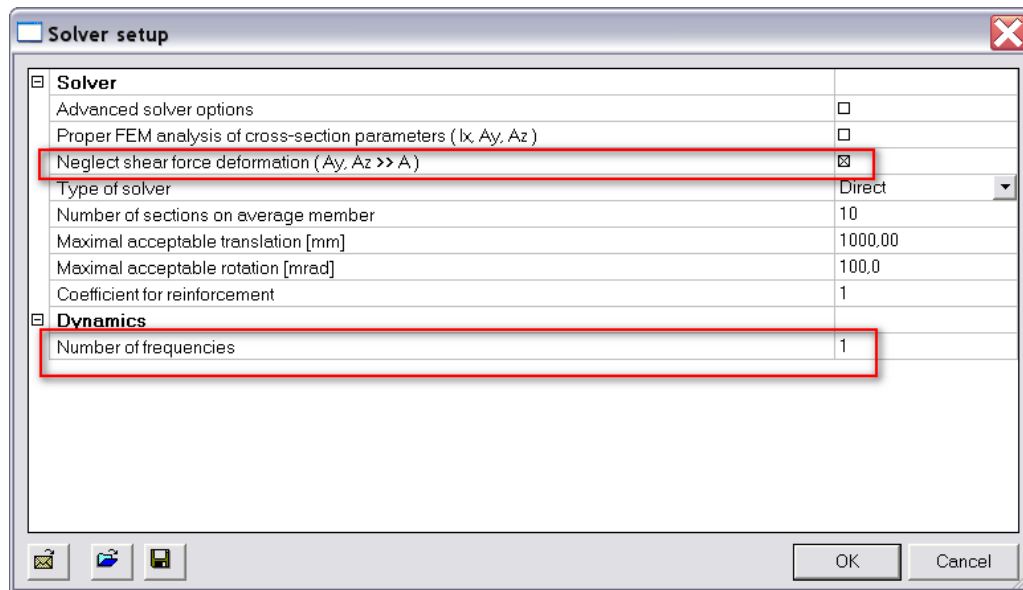 Solver setup
Solver
Advanced solver options
Proper FEM analysis of cross-section parameters ( Ix, Ay, Az )
Neglect shear force deformation ( Ay, Az >> A )
Type of solver Direct
Number of sections on average member 10
Maximal acceptable translation [mm] 1000,00
Maximal acceptable rotation [mrad] 100,0
Coefficient for reinforcement 1
Dynamics
Number of frequencies 1
OK Cancel